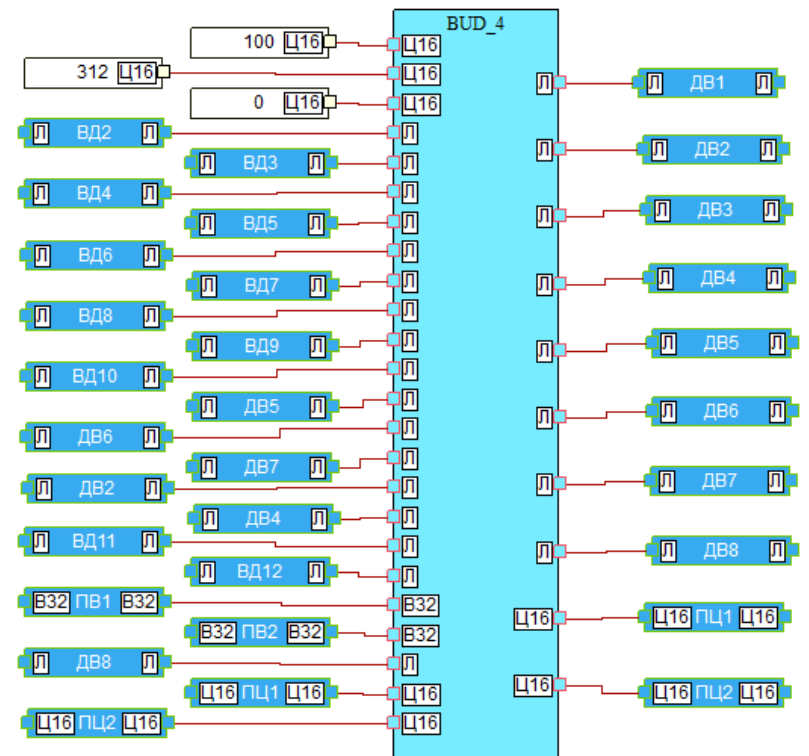 BUD_4
100 Ц16 Ц16
312 Ц16 Ц16
0 Ц16 Ц16
Л ДВ1 Л Л
Л ВД2 Л Л
Л ВД3 Л Л
Л ДВ2 Л Л
Л ВД4 Л Л
Л ВД5 Л Л
Л ДВ3 Л Л
Л ВД6 Л Л
Л ВД7 Л Л
Л ДВ4 Л Л
Л ВД8 Л Л
Л ВД9 Л Л
Л ДВ5 Л Л
Л ВД10 Л Л
Л ДВ5 Л Л
Л ДВ6 Л Л
Л ДВ6 Л Л
Л ДВ7 Л Л
Л ДВ7 Л Л
Л ДВ2 Л Л
Л ДВ4 Л Л
Л ВД11 Л Л
Л ДВ8 Л Л
Л ВД12 Л Л
В32 ПВ1 В32 В32
Ц16 Ц16 ПЦ1 Ц16
В32 ПВ2 В32 В32
Л ДВ8 Л Л
Ц16 ПЦ1 Ц16 Ц16
Ц16 Ц16 ПЦ2 Ц16
Ц16 ПЦ2 Ц16 Ц16